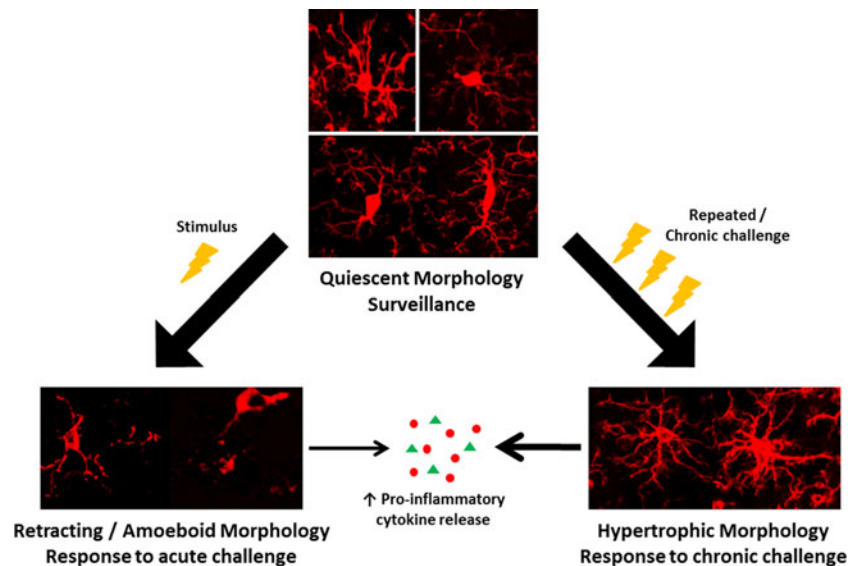 Stimulus
Repeated /
Chronic challenge
Quiescent Morphology
Surveillance
↑ Pro-inflammatory
cytokine release
Retracting / Amoeboid Morphology
Response to acute challenge
Hypertrophic Morphology
Response to chronic challenge